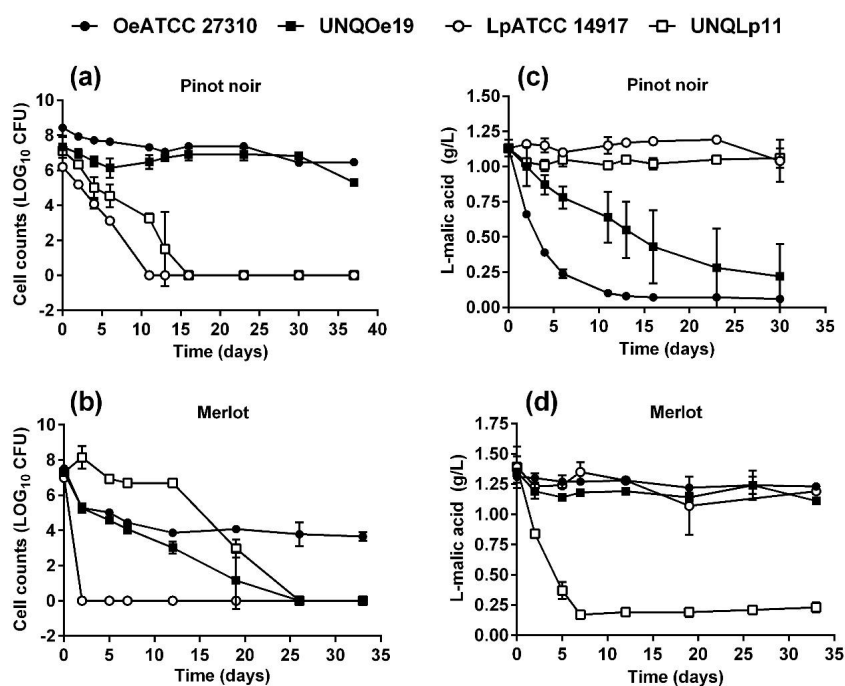 OeATCC 27310 UNQOe19 LpATCC 14917 UNQLp11
(a)
Pinot noir
Cell counts (LOG10 CFU)
10
8
6
4
2
0
-2
0 5 10 15 20 25 30 35 40
Time (days)
(c)
Pinot noir
L-malic acid (g/L)
1.50
1.25
1.00
0.75
0.50
0.25
0.00
0 5 10 15 20 25 30 35
Time (days)
(b)
Merlot
Cell counts (LOG10 CFU)
10
8
6
4
2
0
-2
0 5 10 15 20 25 30 35
Time (days)
(d)
Merlot
L-malic acid (g/L)
1.75
1.50
1.25
1.00
0.75
0.50
0.25
0.00
0 5 10 15 20 25 30 35
Time (days)